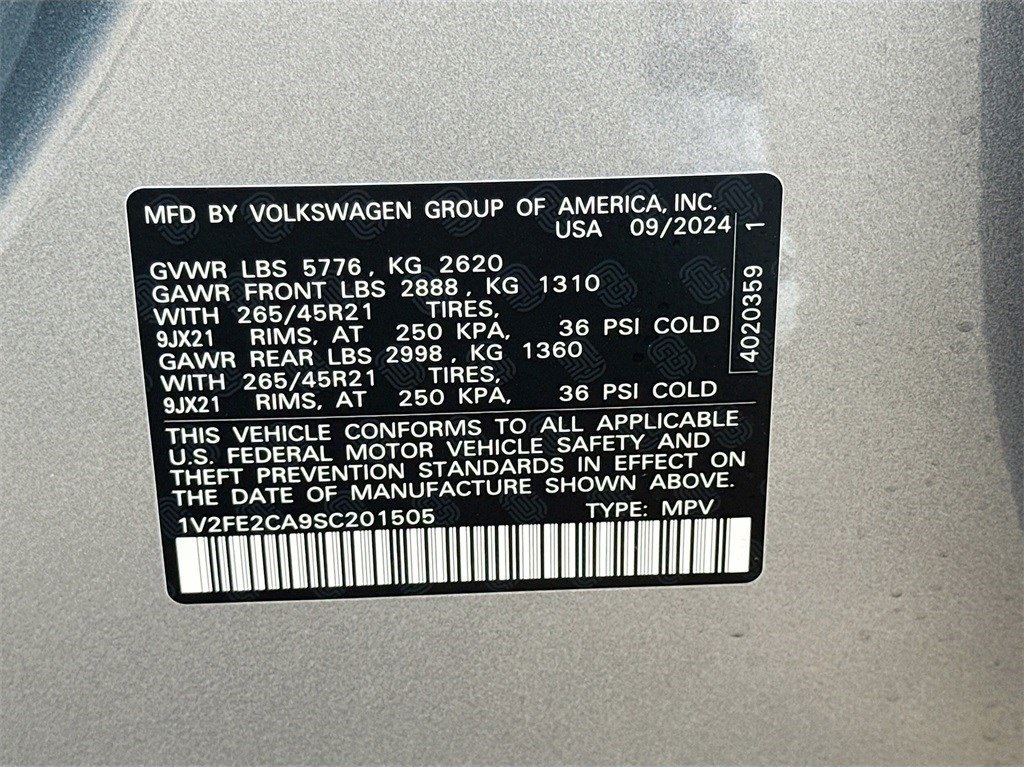 MFD BY VOLKSWAGEN GROUP OF AMERICA, INC.
USA 09/2024
GVWR LBS 5776, KG 2620
GAWR FRONT LBS 2888, KG 1310
WITH 265/45R21 TIRES,
9JX21 RIMS, AT 250 KPA, 36 PSI COLD
GAWR REAR LBS 2998, KG 1360
WITH 265/45R21 TIRES,
9JX21 RIMS, AT 250 KPA, 36 PSI COLD
4020359 1
THIS VEHICLE CONFORMS TO ALL APPLICABLE
U.S. FEDERAL MOTOR VEHICLE SAFETY AND
THEFT PREVENTION STANDARDS IN EFFECT ON
THE DATE OF MANUFACTURE SHOWN ABOVE.
1V2FE2CA9SC201505 TYPE: MPV